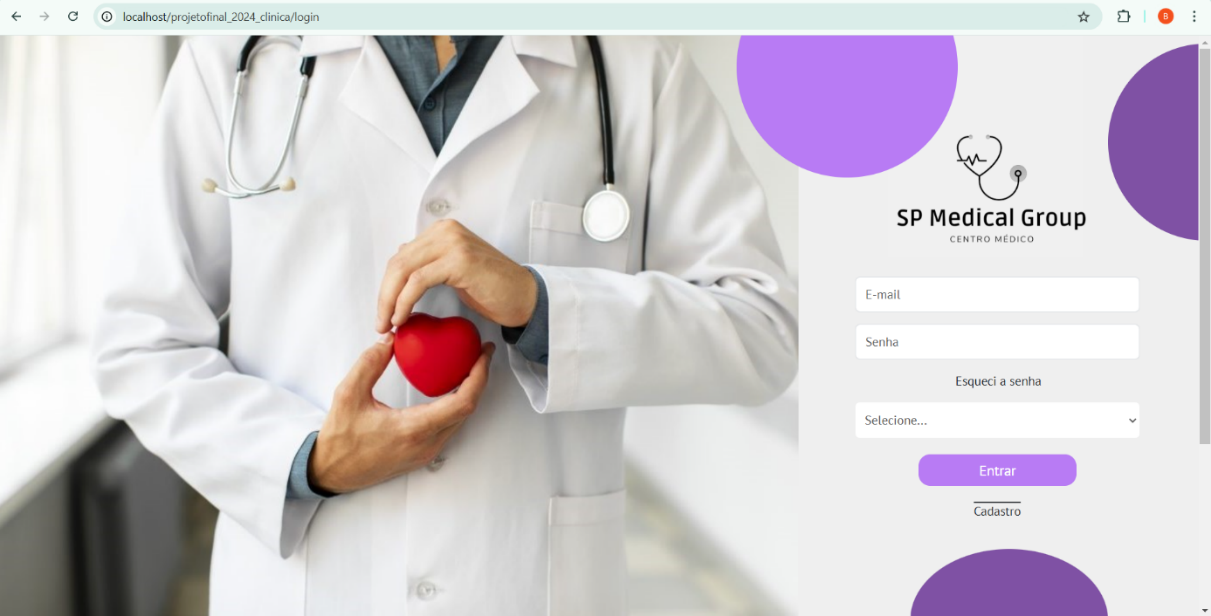 localhost/projetofinal_2024_clinica/login
B
SP Medical Group
CENTRO MÉDICO
E-mail
Senha
Esqueci a senha
Selecione...
Entrar
Cadastro